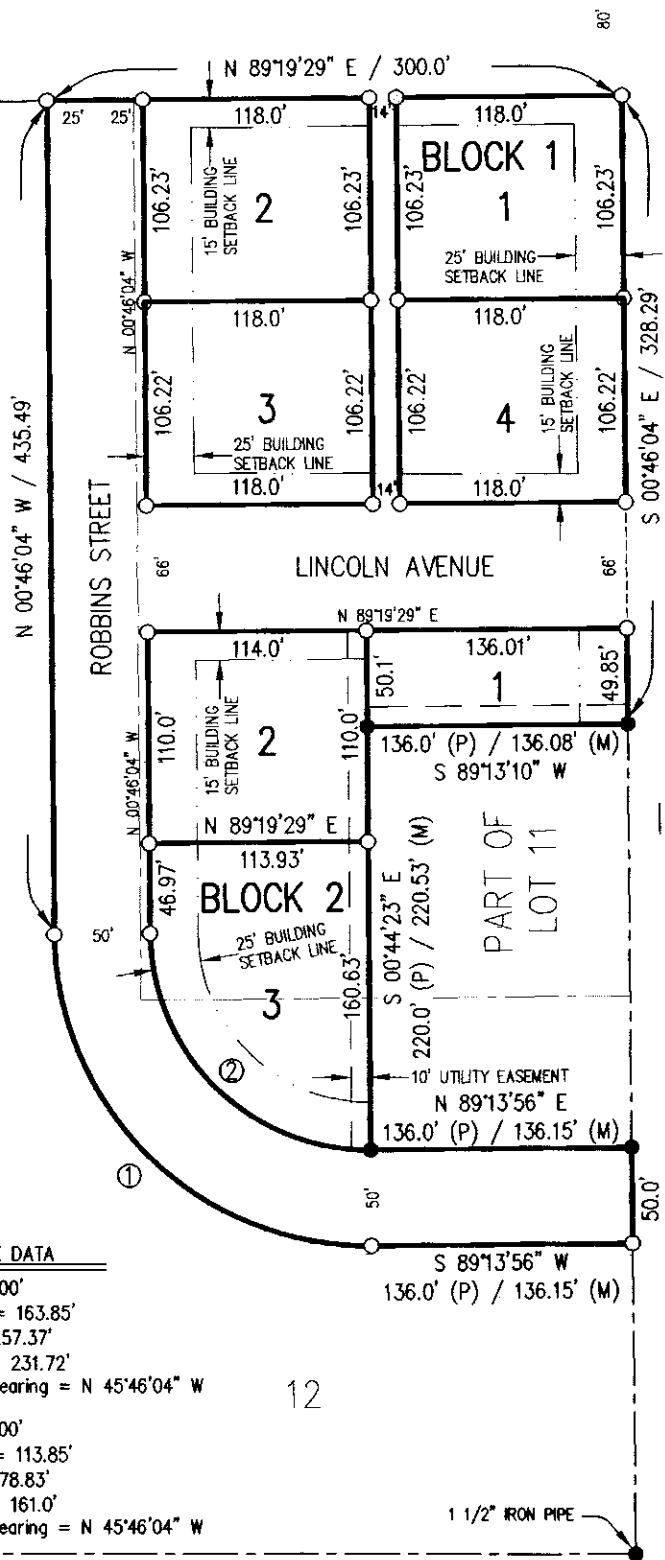 80'
N 89°19'29" E / 300.0'
25'
25'
118.0'
14'
118.0'
BLOCK 1
106.23'
15' BUILDING
SETBACK LINE
2
106.23'
106.23'
1
106.23'
25' BUILDING
SETBACK LINE
N 00°46'04" W
118.0'
118.0'
106.22'
3
106.22'
106.22'
4
15' BUILDING
SETBACK LINE
106.22'
S 00°46'04" E / 328.29'
25' BUILDING
SETBACK LINE
118.0'
14'
118.0'
N 00°46'04" W / 435.49'
ROBBINS STREET
66'
LINCOLN AVENUE
66'
N 89°19'29" E
114.0'
136.01'
50.1'
1
49.85'
110.0'
15' BUILDING
SETBACK LINE
2
110.0'
136.0' (P) / 136.08' (M)
S 89°13'10" W
N 00°46'04" W
N 89°19'29" E
113.93'
PART OF
LOT 11
46.97'
BLOCK 2
50'
25' BUILDING
SETBACK LINE
3
160.63'
S 00°44'23" E
220.0' (P) / 220.53' (M)
2
10' UTILITY EASEMENT
N 89°13'56" E
136.0' (P) / 136.15' (M)
1
50'
50.0'
S 89°13'56" W
136.0' (P) / 136.15' (M)
DATA
00'
= 163.85'
57.37'
231.72'
earing = N 45°46'04" W
12
00'
= 113.85'
78.83'
161.0'
earing = N 45°46'04" W
1 1/2" IRON PIPE